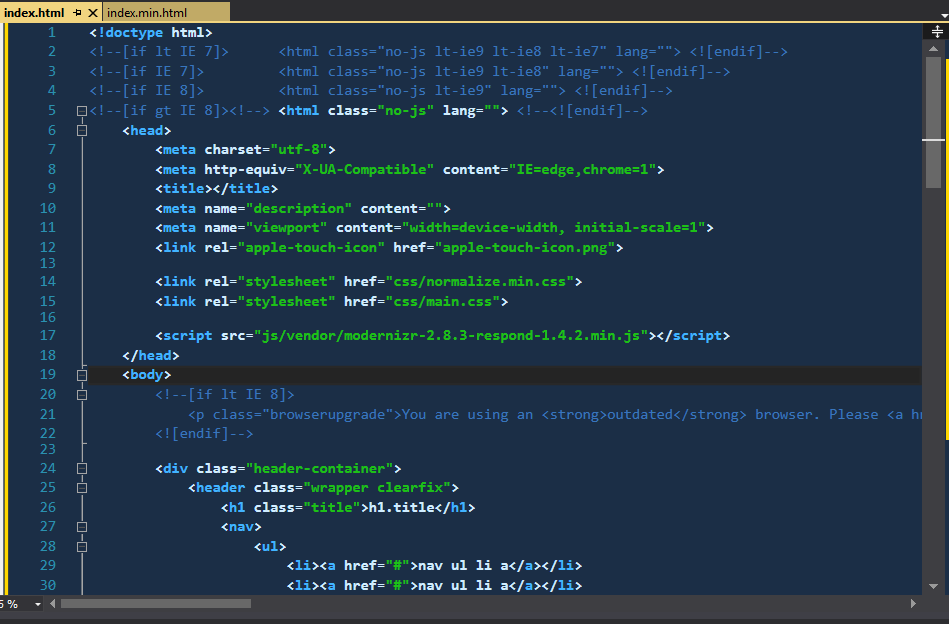 index.html
index.min.html
1 <!doctype html>
2 <!--[if lt IE 7]>      <html class="no-js lt-ie9 lt-ie8 lt-ie7" lang=""> <![endif]-->
3 <!--[if IE 7]>         <html class="no-js lt-ie9 lt-ie8" lang=""> <![endif]-->
4 <!--[if IE 8]>         <html class="no-js lt-ie9" lang=""> <![endif]-->
5 <!--[if gt IE 8]><!--> <html class="no-js" lang=""> <!--<![endif]-->
6     <head>
7         <meta charset="utf-8">
8         <meta http-equiv="X-UA-Compatible" content="IE=edge,chrome=1">
9         <title></title>
10         <meta name="description" content="">
11         <meta name="viewport" content="width=device-width, initial-scale=1">
12         <link rel="apple-touch-icon" href="apple-touch-icon.png">
13
14         <link rel="stylesheet" href="css/normalize.min.css">
15         <link rel="stylesheet" href="css/main.css">
16
17         <script src="js/vendor/modernizr-2.8.3-respond-1.4.2.min.js"></script>
18     </head>
19     <body>
20         <!--[if lt IE 8]>
21             <p class="browserupgrade">You are using an <strong>outdated</strong> browser. Please <a h
22         <![endif]-->
23
24         <div class="header-container">
25             <header class="wrapper clearfix">
26                 <h1 class="title">h1.title</h1>
27                 <nav>
28                     <ul>
29                         <li><a href="#">nav ul li a</a></li>
30                         <li><a href="#">nav ul li a</a></li>
%